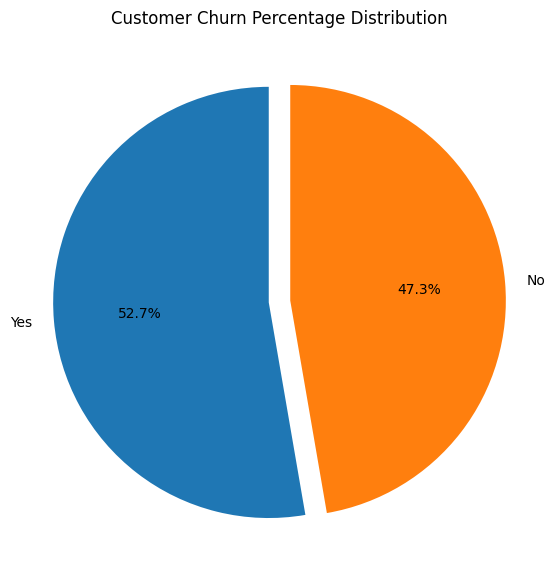 Customer Churn Percentage Distribution
No
47.3%
52.7%
Yes